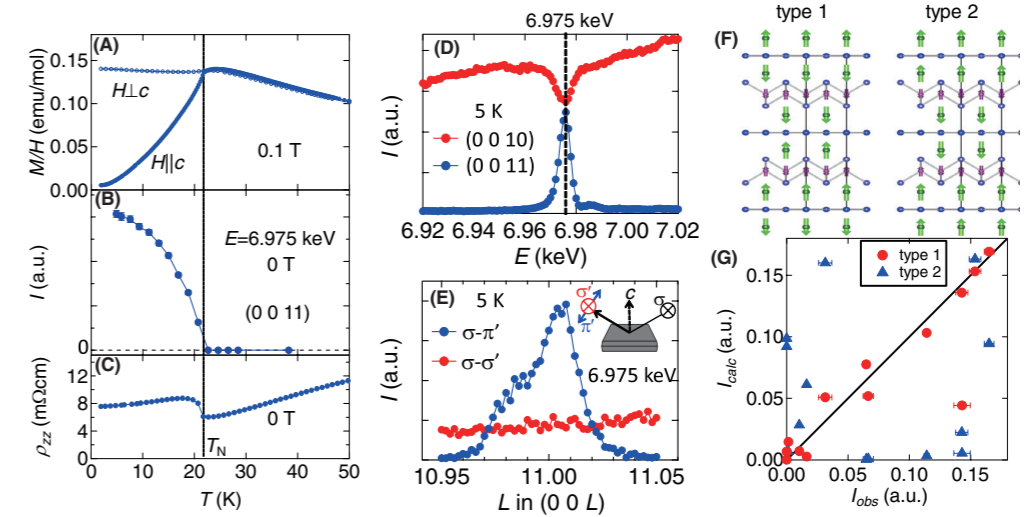 (A)
M/H (emu/mol)
0.15
0.10
0.05
0.00
H⊥c
H||c
0.1 T
(B)
I (a.u.)
0
E=6.975 keV
0 T
(0 0 11)
(C)
ρzz (mΩcm)
12
8
4
0
0 T
TN
0 10 20 30 40 50
T (K)
6.975 keV
(D)
I (a.u.)
5 K
(0 0 10)
(0 0 11)
6.92 6.94 6.96 6.98 7.00 7.02
E (keV)
(E)
I (a.u.)
5 K
σ-π'
σ-σ'
σ'
π'
c
σ
6.975 keV
10.95 11.00 11.05
L in (0 0 L)
type 1 type 2
(F)
(G)
Icalc (a.u.)
0.15
0.10
0.05
0.00
type 1
type 2
0.00 0.05 0.10 0.15
Iobs (a.u.)